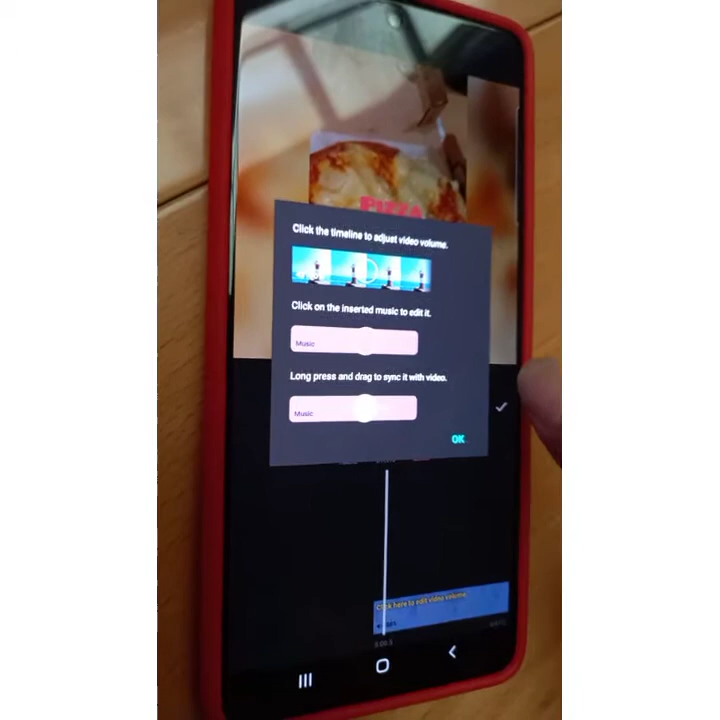 PIZZA
Click the timeline to adjust video volume.
Click on the inserted music to edit it.
Music
Long press and drag to sync it with video.
Music
OK
Click here to edit video volume